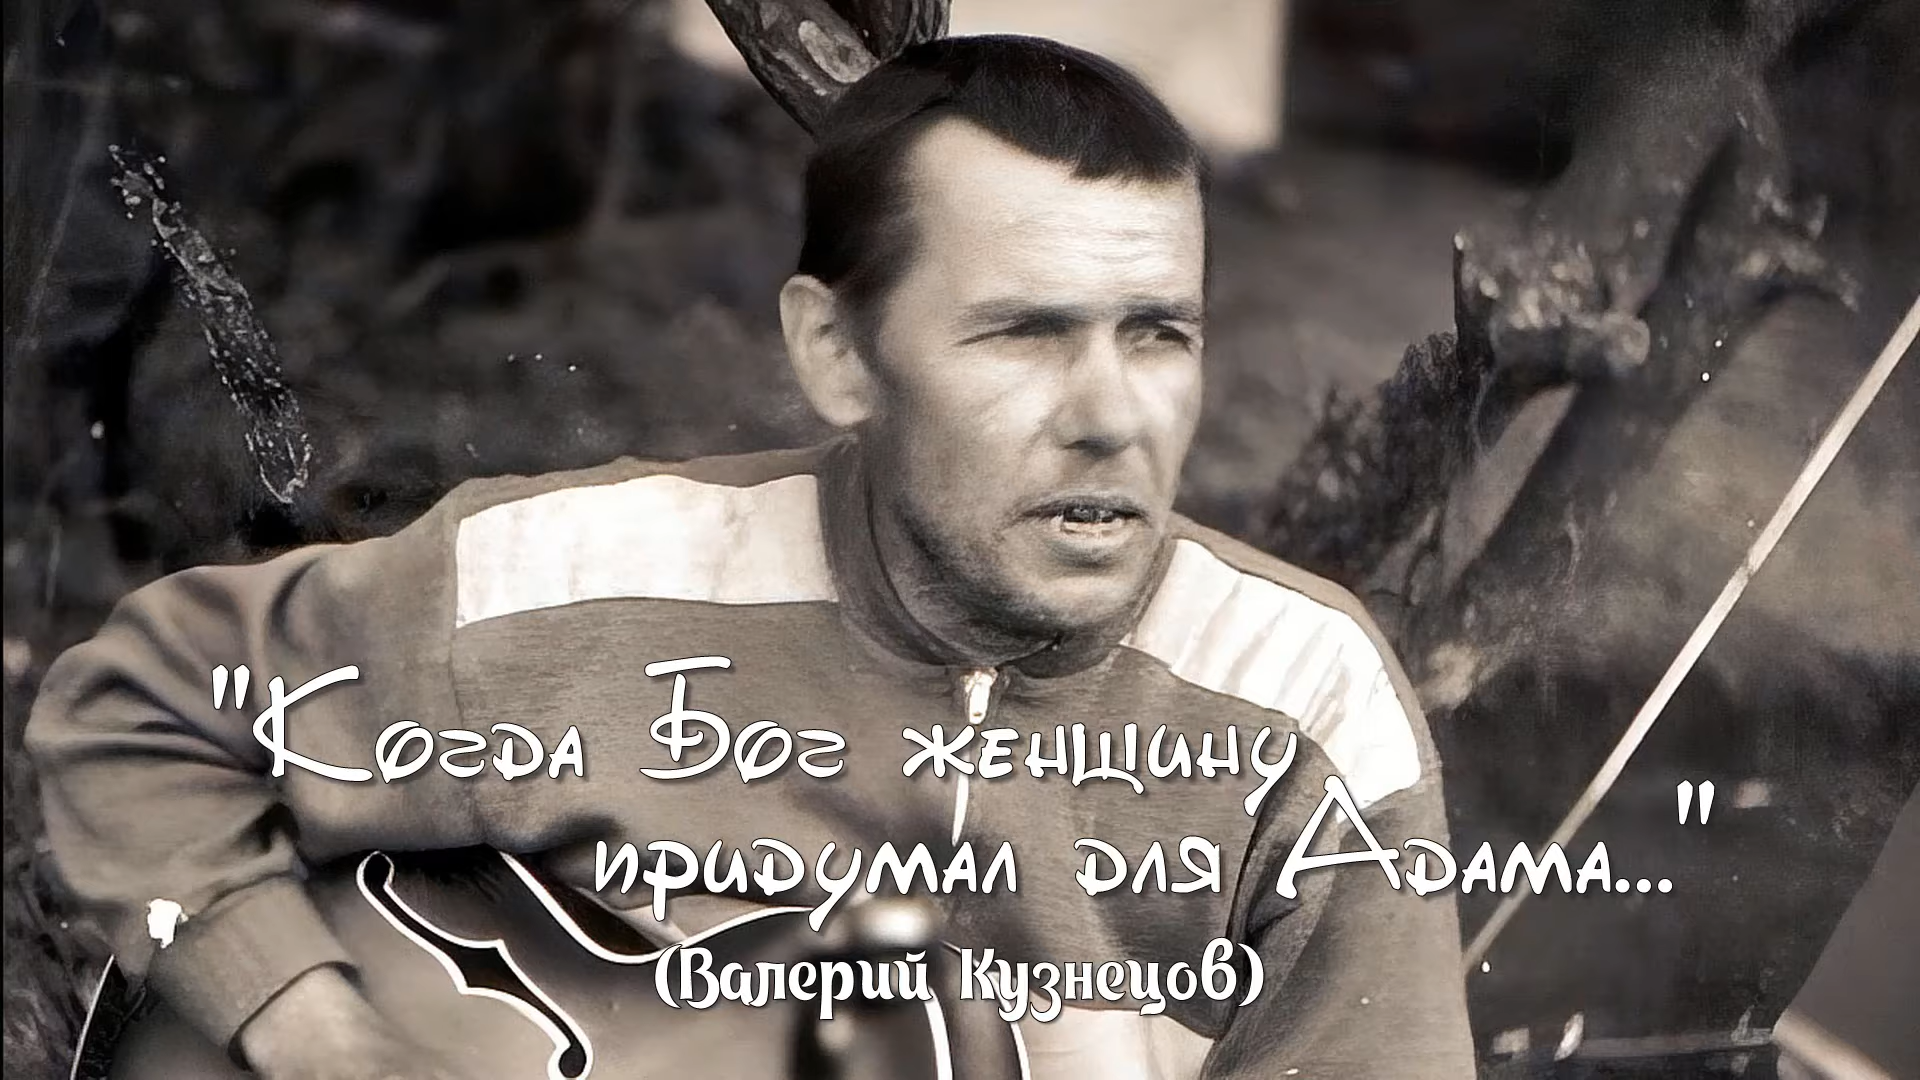 "Когда Бог женщину
придумал для Адама..."
(Валерий Кузнецов)